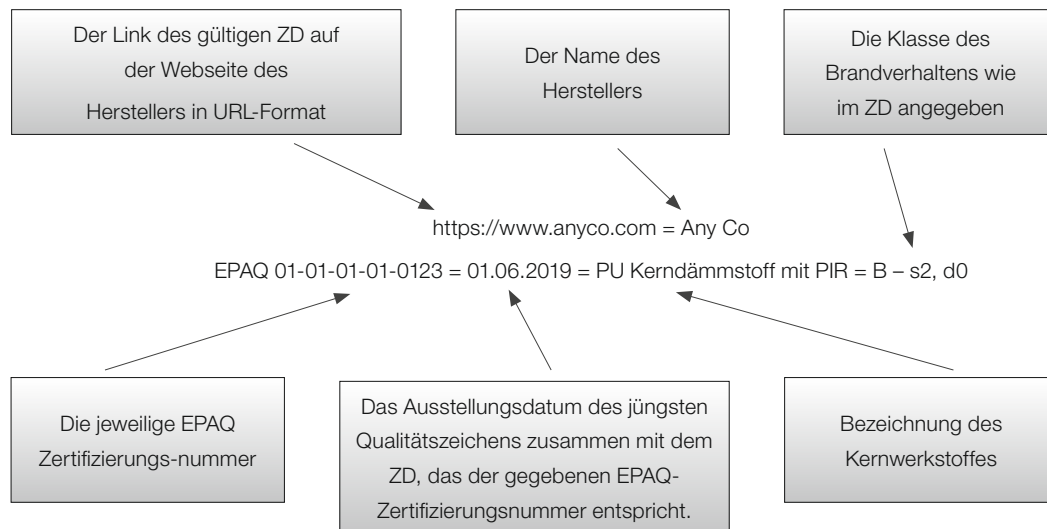 Der Link des gültigen ZD auf
der Webseite des
Herstellers in URL-Format
Der Name des
Herstellers
Die Klasse des
Brandverhaltens wie
im ZD angegeben
https://www.anyco.com = Any Co
EPAQ 01-01-01-01-0123 = 01.06.2019 = PU Kerndämmstoff mit PIR = B – s2, d0
Die jeweilige EPAQ
Zertifizierungs-nummer
Das Ausstellungsdatum des jüngsten
Qualitätszeichens zusammen mit dem
ZD, das der gegebenen EPAQ-
Zertifizierungsnummer entspricht.
Bezeichnung des
Kernwerkstoffes